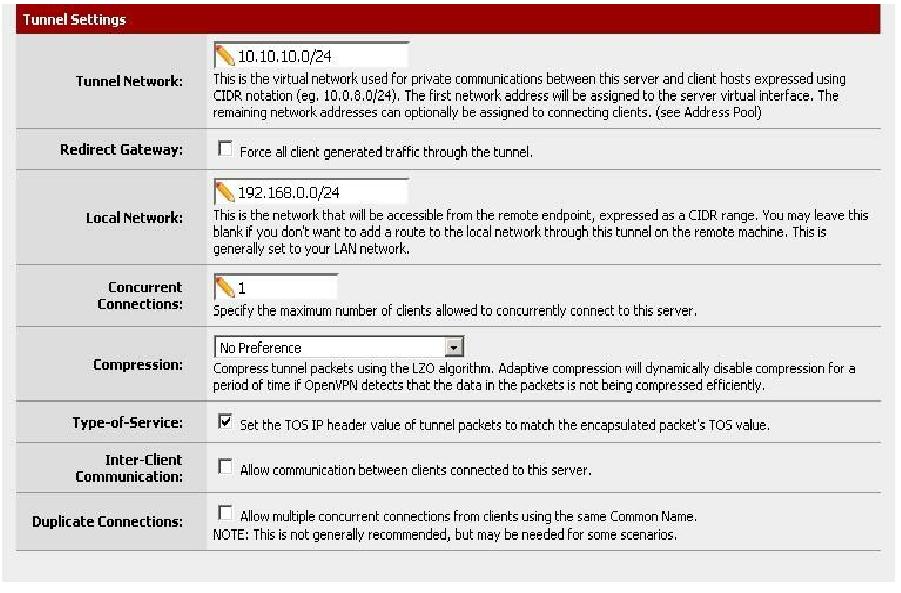 Tunnel Settings
Tunnel Network:
10.10.10.0/24
This is the virtual network used for private communications between this server and client hosts expressed using
CIDR notation (eg. 10.0.8.0/24). The first network address will be assigned to the server virtual interface. The
remaining network addresses can optionally be assigned to connecting clients. (see Address Pool)
Redirect Gateway:
Force all client generated traffic through the tunnel.
Local Network:
192.168.0.0/24
This is the network that will be accessible from the remote endpoint, expressed as a CIDR range. You may leave this
blank if you don't want to add a route to the local network through this tunnel on the remote machine. This is
generally set to your LAN network.
Concurrent
Connections:
1
Specify the maximum number of clients allowed to concurrently connect to this server.
Compression:
No Preference
Compress tunnel packets using the LZO algorithm. Adaptive compression will dynamically disable compression for a
period of time if OpenVPN detects that the data in the packets is not being compressed efficiently.
Type-of-Service:
Set the TOS IP header value of tunnel packets to match the encapsulated packet's TOS value.
Inter-Client
Communication:
Allow communication between clients connected to this server.
Duplicate Connections:
Allow multiple concurrent connections from clients using the same Common Name.
NOTE: This is not generally recommended, but may be needed for some scenarios.